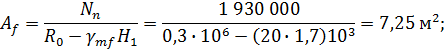 A_f = N_n / (R_0 − γ_mf H_1) = 1 930 000 / (0,3·10^6 − (20·1,7)10^3) = 7,25 м²;